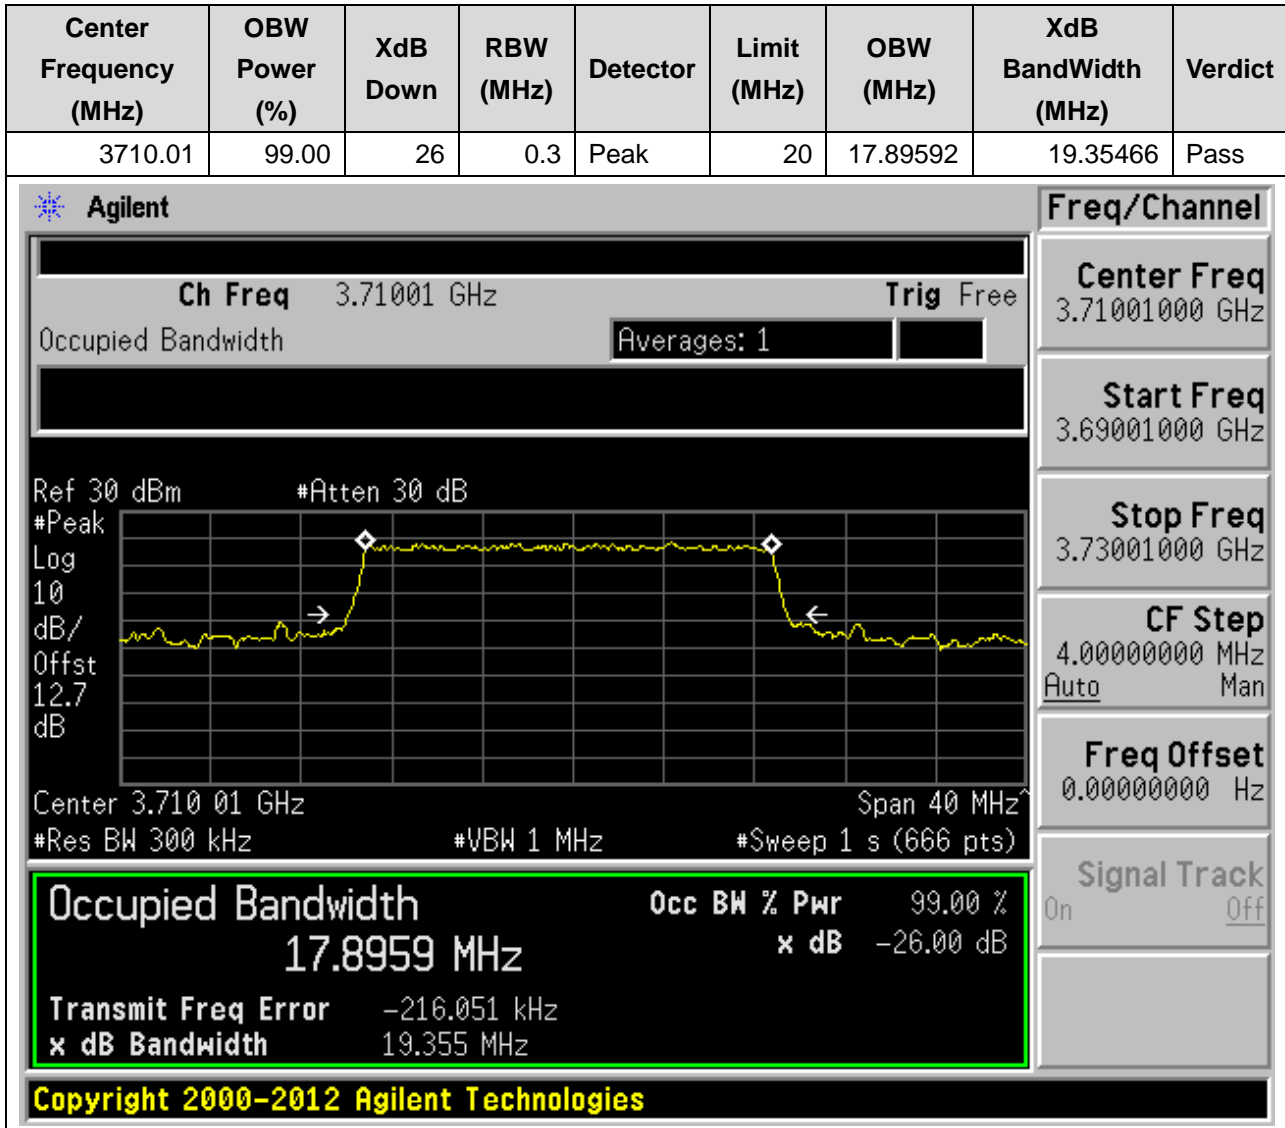 Center Frequency (MHz) OBW Power (%) XdB Down RBW (MHz) Detector Limit (MHz) OBW (MHz) XdB BandWidth (MHz) Verdict
3710.01 99.00 26 0.3 Peak 20 17.89592 19.35466 Pass
Agilent
Freq/Channel
Ch Freq 3.71001 GHz Trig Free
Occupied Bandwidth Averages: 1
Center Freq
3.71001000 GHz
Start Freq
3.69001000 GHz
Stop Freq
3.73001000 GHz
CF Step
4.00000000 MHz
Auto Man
Freq Offset
0.00000000 Hz
Signal Track
On Off
Ref 30 dBm #Atten 30 dB
#Peak
Log
10
dB/
Offst
12.7
dB
Center 3.710 01 GHz Span 40 MHz^
#Res BW 300 kHz #VBW 1 MHz #Sweep 1 s (666 pts)
Occupied Bandwidth Occ BW % Pwr 99.00 %
17.8959 MHz x dB -26.00 dB
Transmit Freq Error -216.051 kHz
x dB Bandwidth 19.355 MHz
Copyright 2000-2012 Agilent Technologies